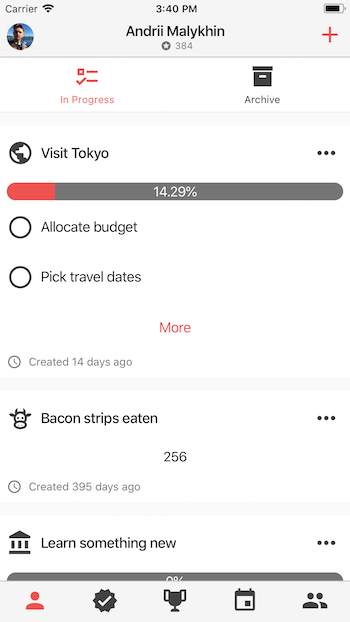 Carrier 3:40 PM
Andrii Malykhin
384
In Progress Archive
Visit Tokyo
14.29%
Allocate budget
Pick travel dates
More
Created 14 days ago
Bacon strips eaten
256
Created 395 days ago
Learn something new
0%